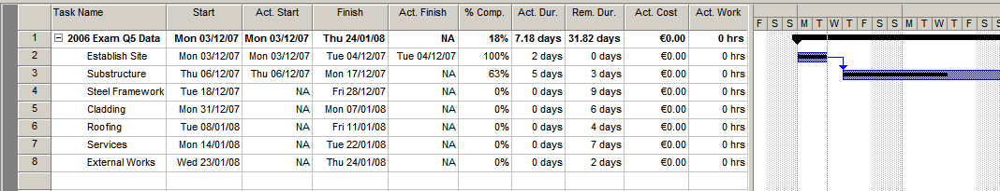 Task Name Start Act. Start Finish Act. Finish % Comp. Act. Dur. Rem. Dur. Act. Cost Act. Work
F S S M T W T F S S M T W T F S
1 2006 Exam Q5 Data Mon 03/12/07 Mon 03/12/07 Thu 24/01/08 NA 18% 7.18 days 31.82 days €0.00 0 hrs
2 Establish Site Mon 03/12/07 Mon 03/12/07 Tue 04/12/07 Tue 04/12/07 100% 2 days 0 days €0.00 0 hrs
3 Substructure Thu 06/12/07 Thu 06/12/07 Mon 17/12/07 NA 63% 5 days 3 days €0.00 0 hrs
4 Steel Framework Tue 18/12/07 NA Fri 28/12/07 NA 0% 0 days 9 days €0.00 0 hrs
5 Cladding Mon 31/12/07 NA Mon 07/01/08 NA 0% 0 days 6 days €0.00 0 hrs
6 Roofing Tue 08/01/08 NA Fri 11/01/08 NA 0% 0 days 4 days €0.00 0 hrs
7 Services Mon 14/01/08 NA Tue 22/01/08 NA 0% 0 days 7 days €0.00 0 hrs
8 External Works Wed 23/01/08 NA Thu 24/01/08 NA 0% 0 days 2 days €0.00 0 hrs